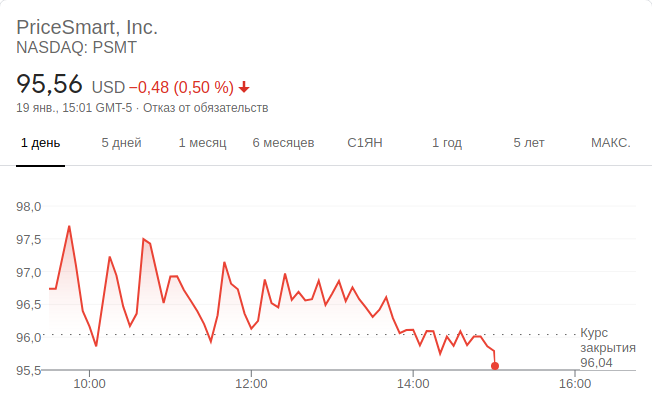 PriceSmart, Inc.
NASDAQ: PSMT
95,56 USD −0,48 (0,50 %)
19 янв., 15:01 GMT-5 · Отказ от обязательств
1 день 5 дней 1 месяц 6 месяцев С1ЯН 1 год 5 лет МАКС.
98,0
97,5
97,0
96,5
96,0
95,5
Курс
закрытия
96,04
10:00 12:00 14:00 16:00